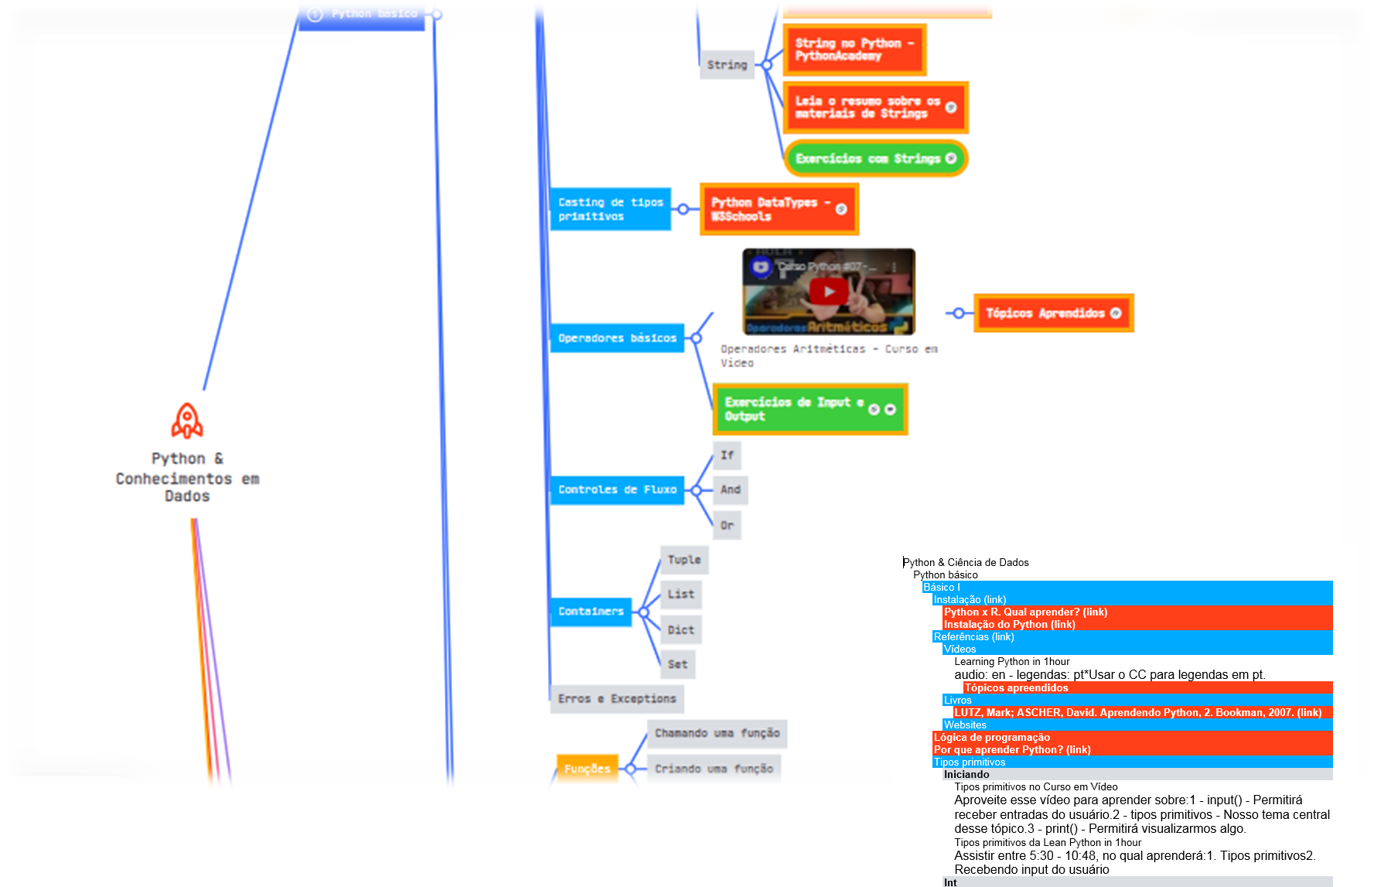 Python básico
String no Python -
PythonAcademy
String
Leia o resumo sobre os
materiais de Strings
Exercícios com Strings
Casting de tipos
primitivos
Python DataTypes -
W3Schools
Curso Python #07 -...
Operadores Aritméticos
Tópicos Aprendidos
Operadores básicos
Operadores Aritméticas - Curso em
Vídeo
Exercícios de Input e
Output
If
Controles de Fluxo
And
Or
Python &
Conhecimentos em
Dados
Tuple
List
Containers
Dict
Set
Erros e Exceptions
Chamando uma função
Funções
Criando uma função
Python & Ciência de Dados
Python básico
Básico I
Instalação (link)
Python x R. Qual aprender? (link)
Instalação do Python (link)
Referências (link)
Vídeos
Learning Python in 1hour
audio: en - legendas: pt*Usar o CC para legendas em pt.
Tópicos apreendidos
Livros
LUTZ, Mark; ASCHER, David. Aprendendo Python, 2. Bookman, 2007. (link)
Websites
Lógica de programação
Por que aprender Python? (link)
Tipos primitivos
Iniciando
Tipos primitivos no Curso em Vídeo
Aproveite esse vídeo para aprender sobre:1 - input() - Permitirá
receber entradas do usuário.2 - tipos primitivos - Nosso tema central
desse tópico.3 - print() - Permitirá visualizarmos algo.
Tipos primitivos da Lean Python in 1hour
Assistir entre 5:30 - 10:48, no qual aprenderá:1. Tipos primitivos2.
Recebendo input do usuário
Int